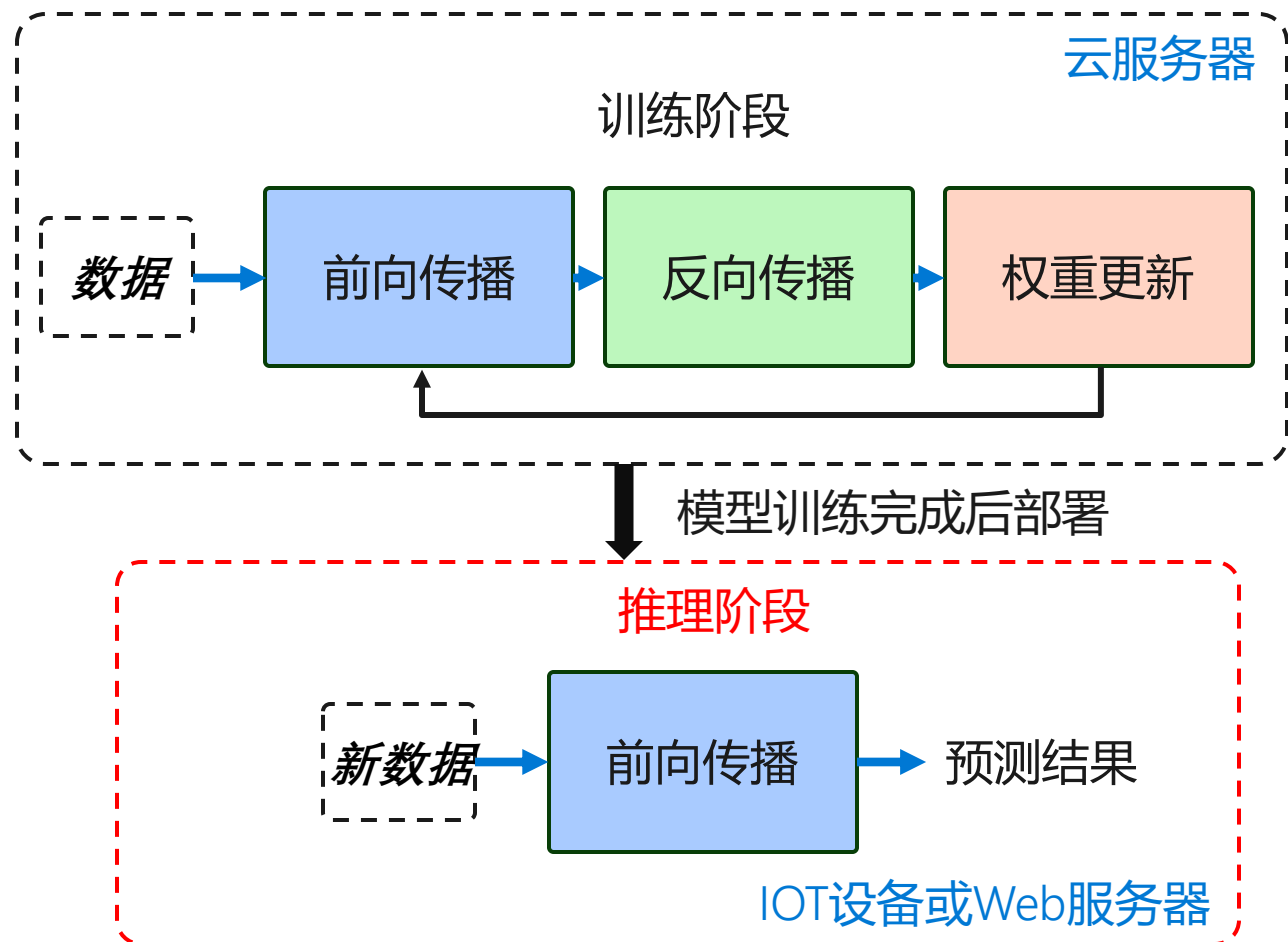 云服务器
训练阶段
数据
前向传播
反向传播
权重更新
模型训练完成后部署
推理阶段
新数据
前向传播
预测结果
IOT设备或Web服务器